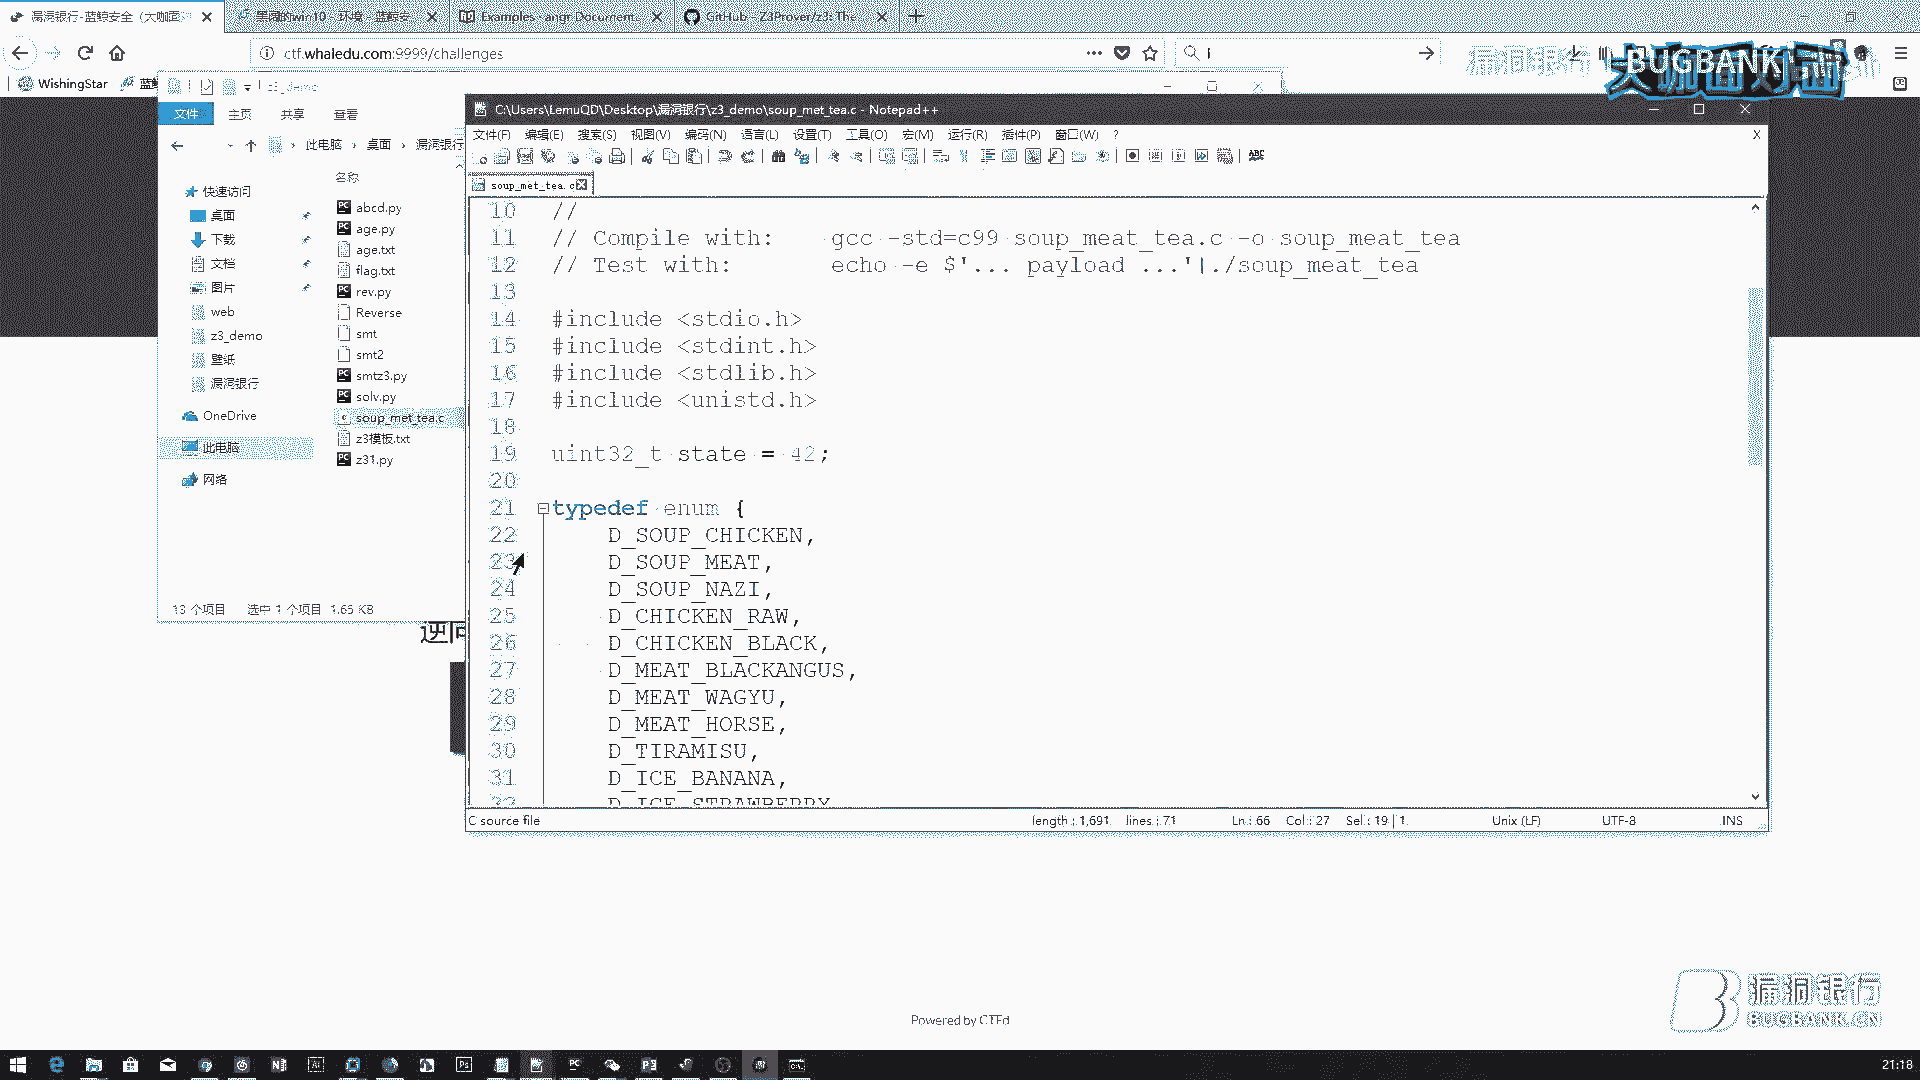 漏洞银行-蓝鲸安全（大咖面对
黑阔的win10 - 环境 - 蓝鲸安
Examples - angr Document
GitHub - Z3Prover/z3: The
ctf.whaledu.com:9999/challenges
i
WishingStar
蓝鲸
BUGBANK
大咖面对面
z3_demo
文件
主页
共享
查看
此电脑 › 桌面 › 漏洞银行
名称
快速访问
桌面
下载
文档
图片
web
z3_demo
壁纸
漏洞银行
OneDrive
此电脑
网络
abcd.py
age.py
age.txt
flag.txt
rev.py
Reverse
smt
smt2
smtz3.py
solv.py
soup_met_tea.c
z3模板.txt
z31.py
13 个项目 选中 1 个项目 1.65 KB
逆向
C:\Users\LemuQD\Desktop\漏洞银行\z3_demo\soup_met_tea.c - Notepad++
文件(F) 编辑(E) 搜索(S) 视图(V) 编码(N) 语言(L) 设置(T) 工具(O) 宏(M) 运行(R) 插件(P) 窗口(W) ? X
soup_met_tea.c
10 //
11 // Compile with: gcc -std=c99 soup_meat_tea.c -o soup_meat_tea
12 // Test with: echo -e $'... payload ...'|./soup_meat_tea
13
14 #include <stdio.h>
15 #include <stdint.h>
16 #include <stdlib.h>
17 #include <unistd.h>
18
19 uint32_t state = 42;
20
21 typedef enum {
22 D_SOUP_CHICKEN,
23 D_SOUP_MEAT,
24 D_SOUP_NAZI,
25 D_CHICKEN_RAW,
26 D_CHICKEN_BLACK,
27 D_MEAT_BLACKANGUS,
28 D_MEAT_WAGYU,
29 D_MEAT_HORSE,
30 D_TIRAMISU,
31 D_ICE_BANANA,
32 D_ICE_STRAWBERRY
C source file length : 1,691 lines : 71 Ln : 66 Col : 27 Sel : 19 | 1 Unix (LF) UTF-8 INS
Powered by CTFd
漏洞银行
BUGBANK.CN
21:18